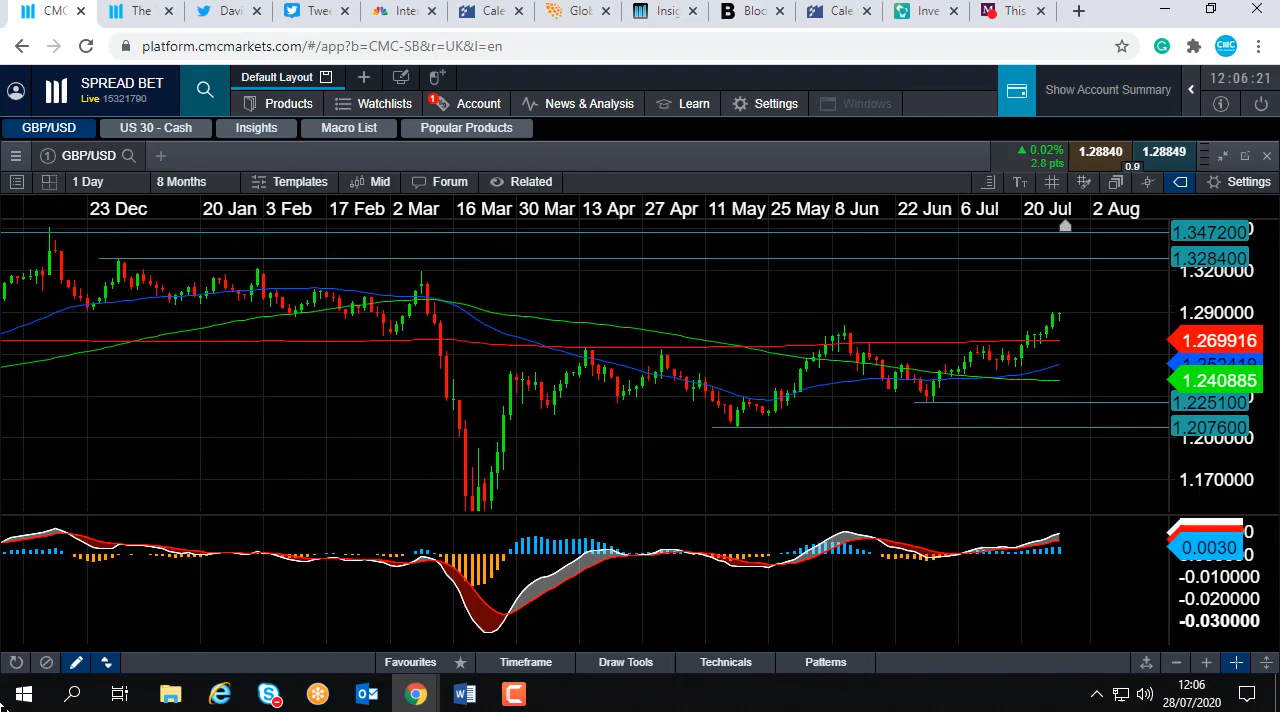 CMC
The
Davi
Twee
Inter
Cale
Glob
Insig
Bloc
Cale
Inve
This
platform.cmcmarkets.com/#/app?b=CMC-SB&r=UK&l=en
SPREAD BET
Live 15321790
Default Layout
Products
Watchlists
1
Account
News & Analysis
Learn
Settings
Windows
Show Account Summary
12:06:21
GBP/USD
US 30 - Cash
Insights
Macro List
Popular Products
1 GBP/USD
0.02%
2.8 pts
1.28840
1.28849
0.9
1 Day
8 Months
Templates
Mid
Forum
Related
Settings
23 Dec 20 Jan 3 Feb 17 Feb 2 Mar 16 Mar 30 Mar 13 Apr 27 Apr 11 May 25 May 8 Jun 22 Jun 6 Jul 20 Jul 2 Aug
1.347200
1.328400
1.320000
1.290000
1.269916
1.240885
1.225100
1.207600
1.200000
1.170000
0.0030
-0.010000
-0.020000
-0.030000
Favourites
Timeframe
Draw Tools
Technicals
Patterns
12:06
28/07/2020